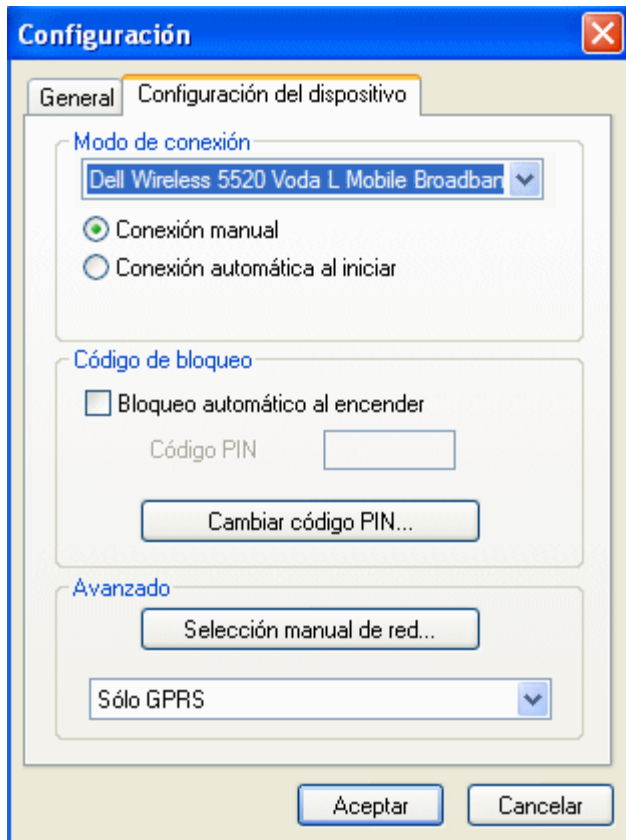 Configuración
General
Configuración del dispositivo
Modo de conexión
Dell Wireless 5520 Voda L Mobile Broadban
Conexión manual
Conexión automática al iniciar
Código de bloqueo
Bloqueo automático al encender
Código PIN
Cambiar código PIN...
Avanzado
Selección manual de red...
Sólo GPRS
Aceptar
Cancelar